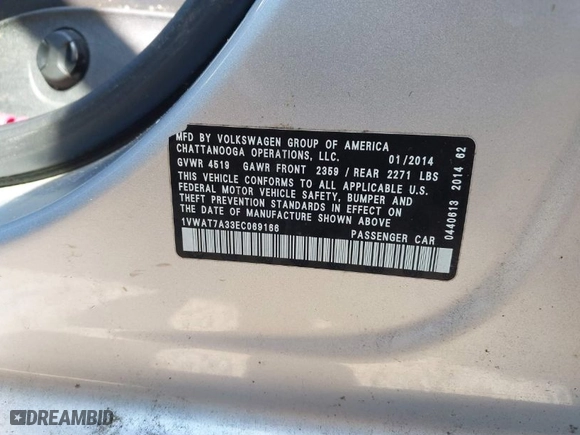 MFD BY VOLKSWAGEN GROUP OF AMERICA
CHATTANOOGA OPERATIONS, LLC. 01/2014
GVWR 4519 GAWR FRONT 2359 / REAR 2271 LBS
THIS VEHICLE CONFORMS TO ALL APPLICABLE U.S.
FEDERAL MOTOR VEHICLE SAFETY, BUMPER AND
THEFT PREVENTION STANDARDS IN EFFECT ON
THE DATE OF MANUFACTURE SHOWN ABOVE
1VWAT7A33EC069166 PASSENGER CAR
0440613 2014 62
DREAMBID